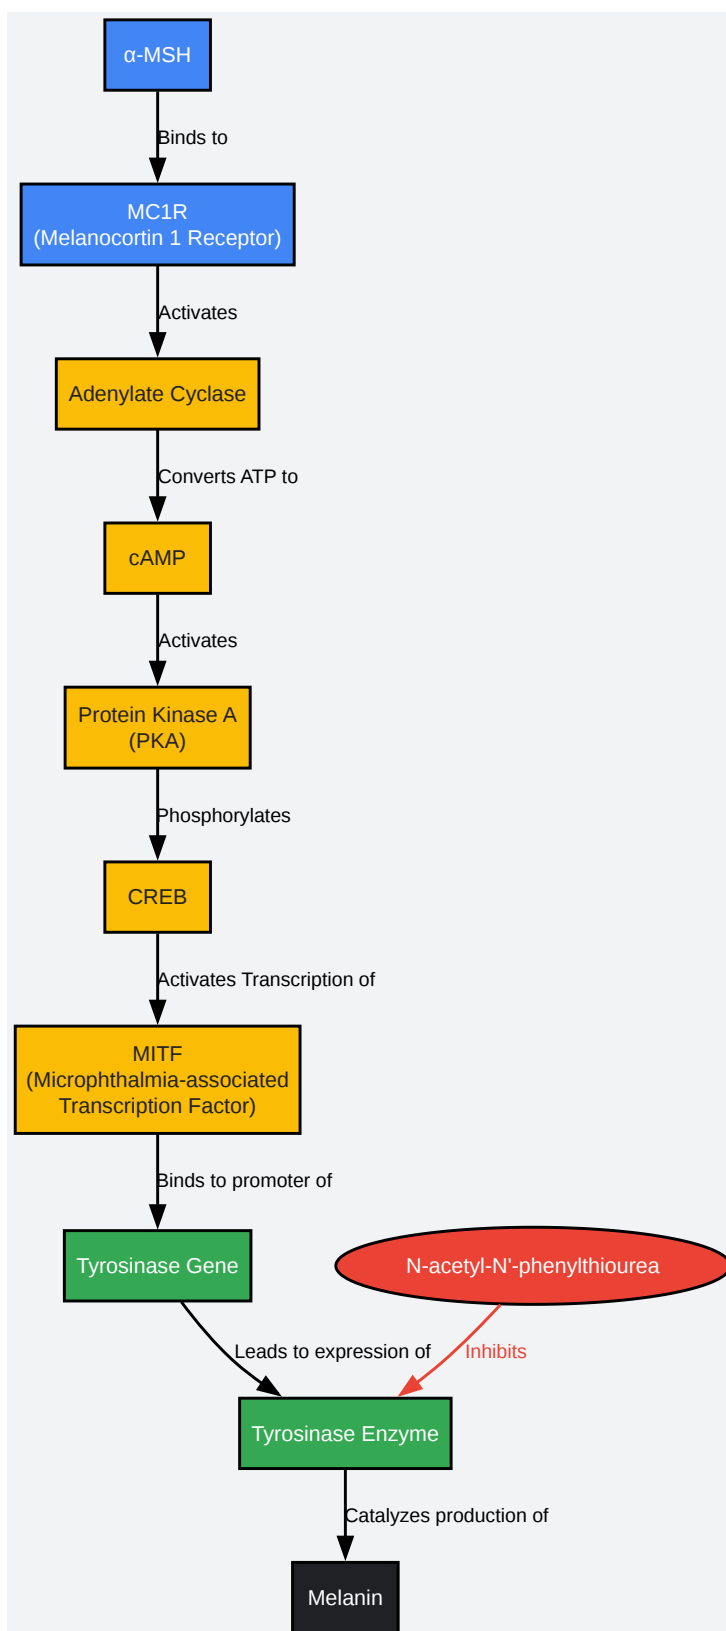 α-MSH
Binds to
MC1R
(Melanocortin 1 Receptor)
Activates
Adenylate Cyclase
Converts ATP to
cAMP
Activates
Protein Kinase A
(PKA)
Phosphorylates
CREB
Activates Transcription of
MITF
(Microphthalmia-associated
Transcription Factor)
Binds to promoter of
Tyrosinase Gene
N-acetyl-N'-phenylthiourea
Leads to expression of
Inhibits
Tyrosinase Enzyme
Catalyzes production of
Melanin